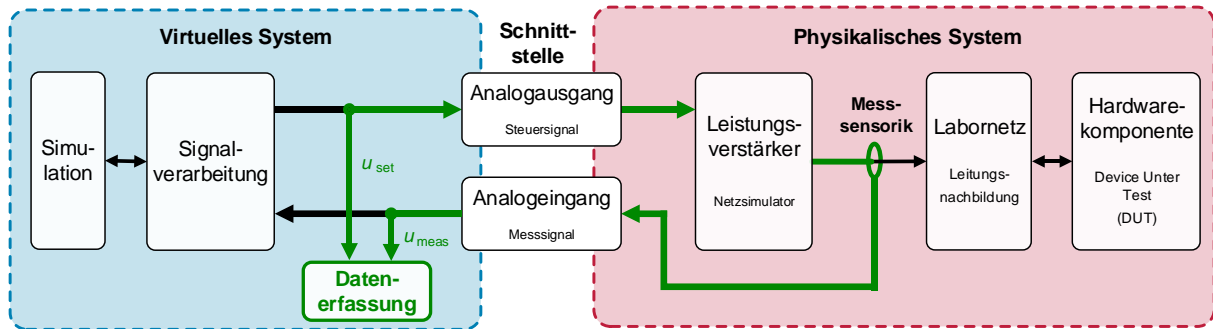 Virtuelles System
Schnitt-
stelle
Physikalisches System
Simu-
lation
Signal-
verarbeitung
u set
u meas
Daten-
erfassung
Analogausgang
Steuersignal
Analogeingang
Messsignal
Leistungs-
verstärker
Netzsimulator
Mess-
sensorik
Labornetz
Leitungs-
nachbildung
Hardware-
komponente
Device Unter
Test
(DUT)